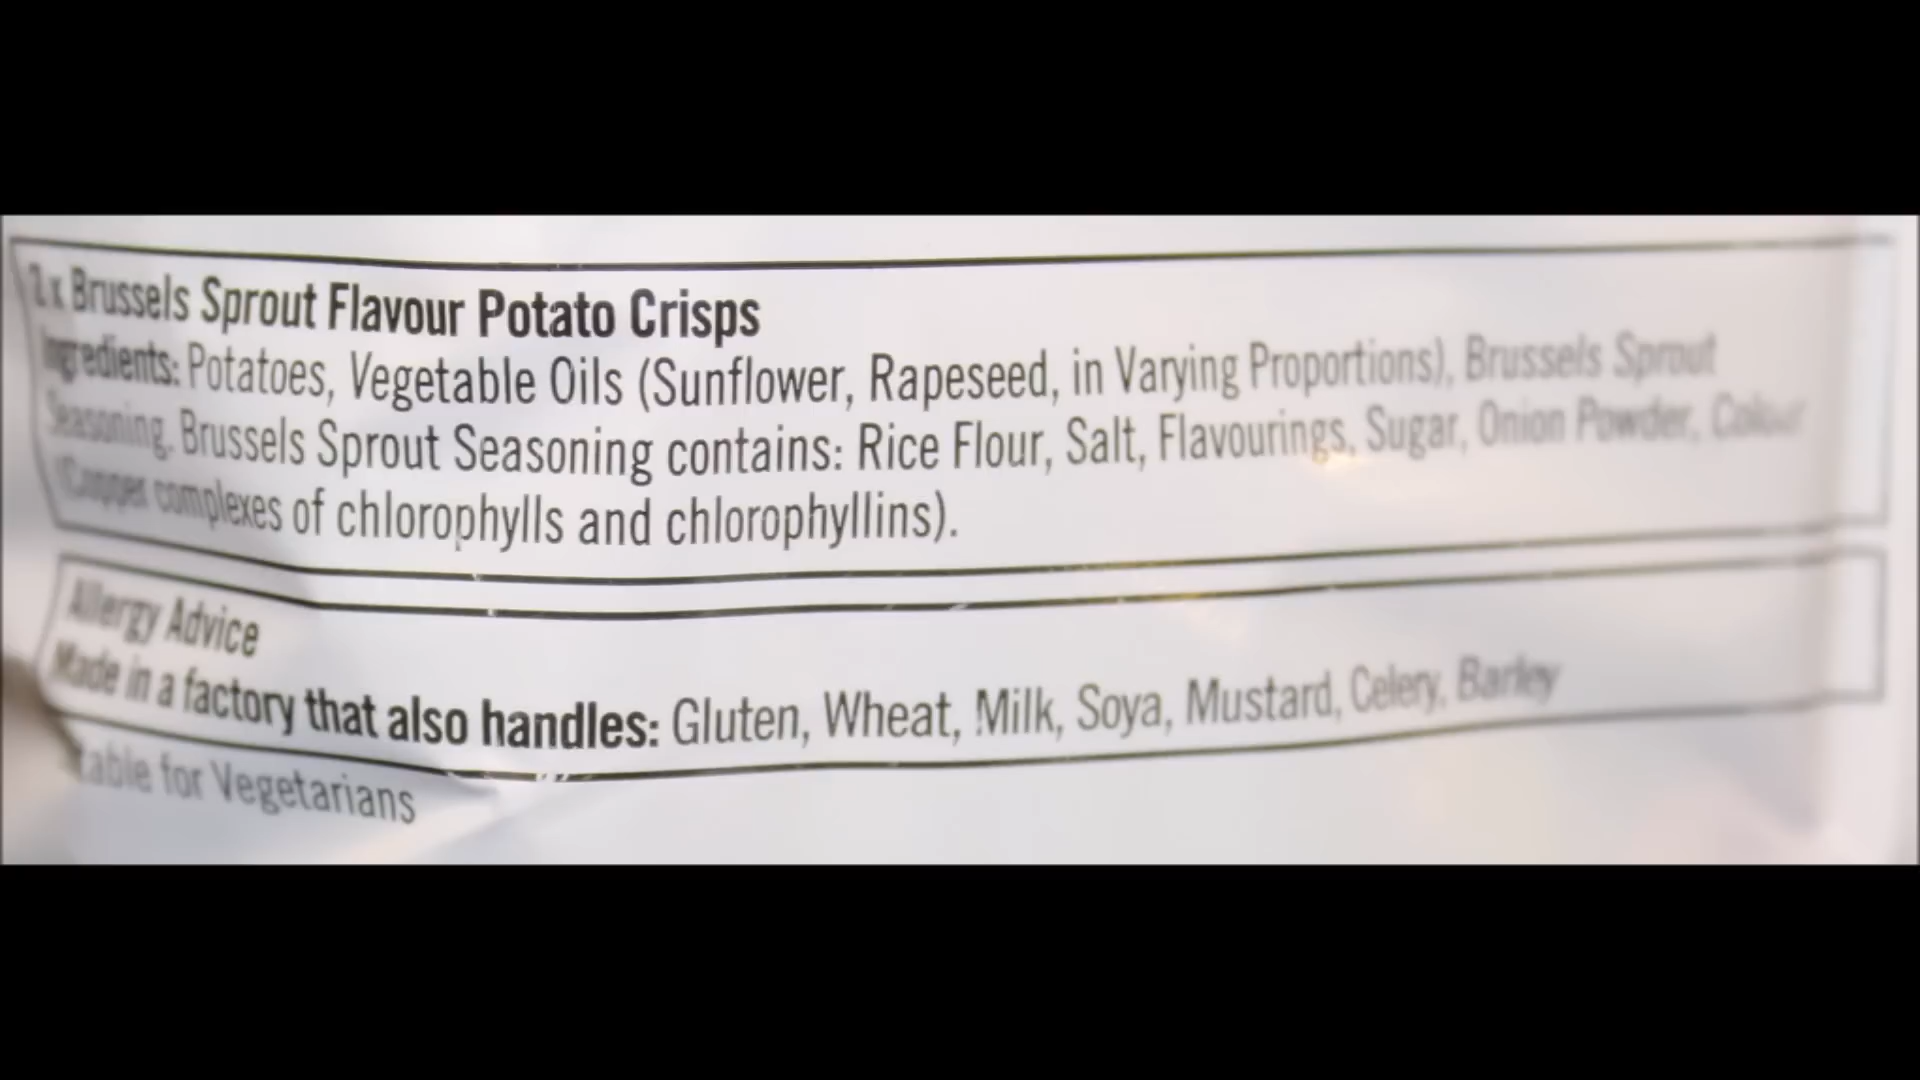 2x Brussels Sprout Flavour Potato Crisps
Ingredients: Potatoes, Vegetable Oils (Sunflower, Rapeseed, in Varying Proportions), Brussels Sprout
Seasoning. Brussels Sprout Seasoning contains: Rice Flour, Salt, Flavourings, Sugar, Onion Powder, Colour
(Copper complexes of chlorophylls and chlorophyllins).
Allergy Advice
Made in a factory that also handles: Gluten, Wheat, Milk, Soya, Mustard, Celery, Barley
table for Vegetarians